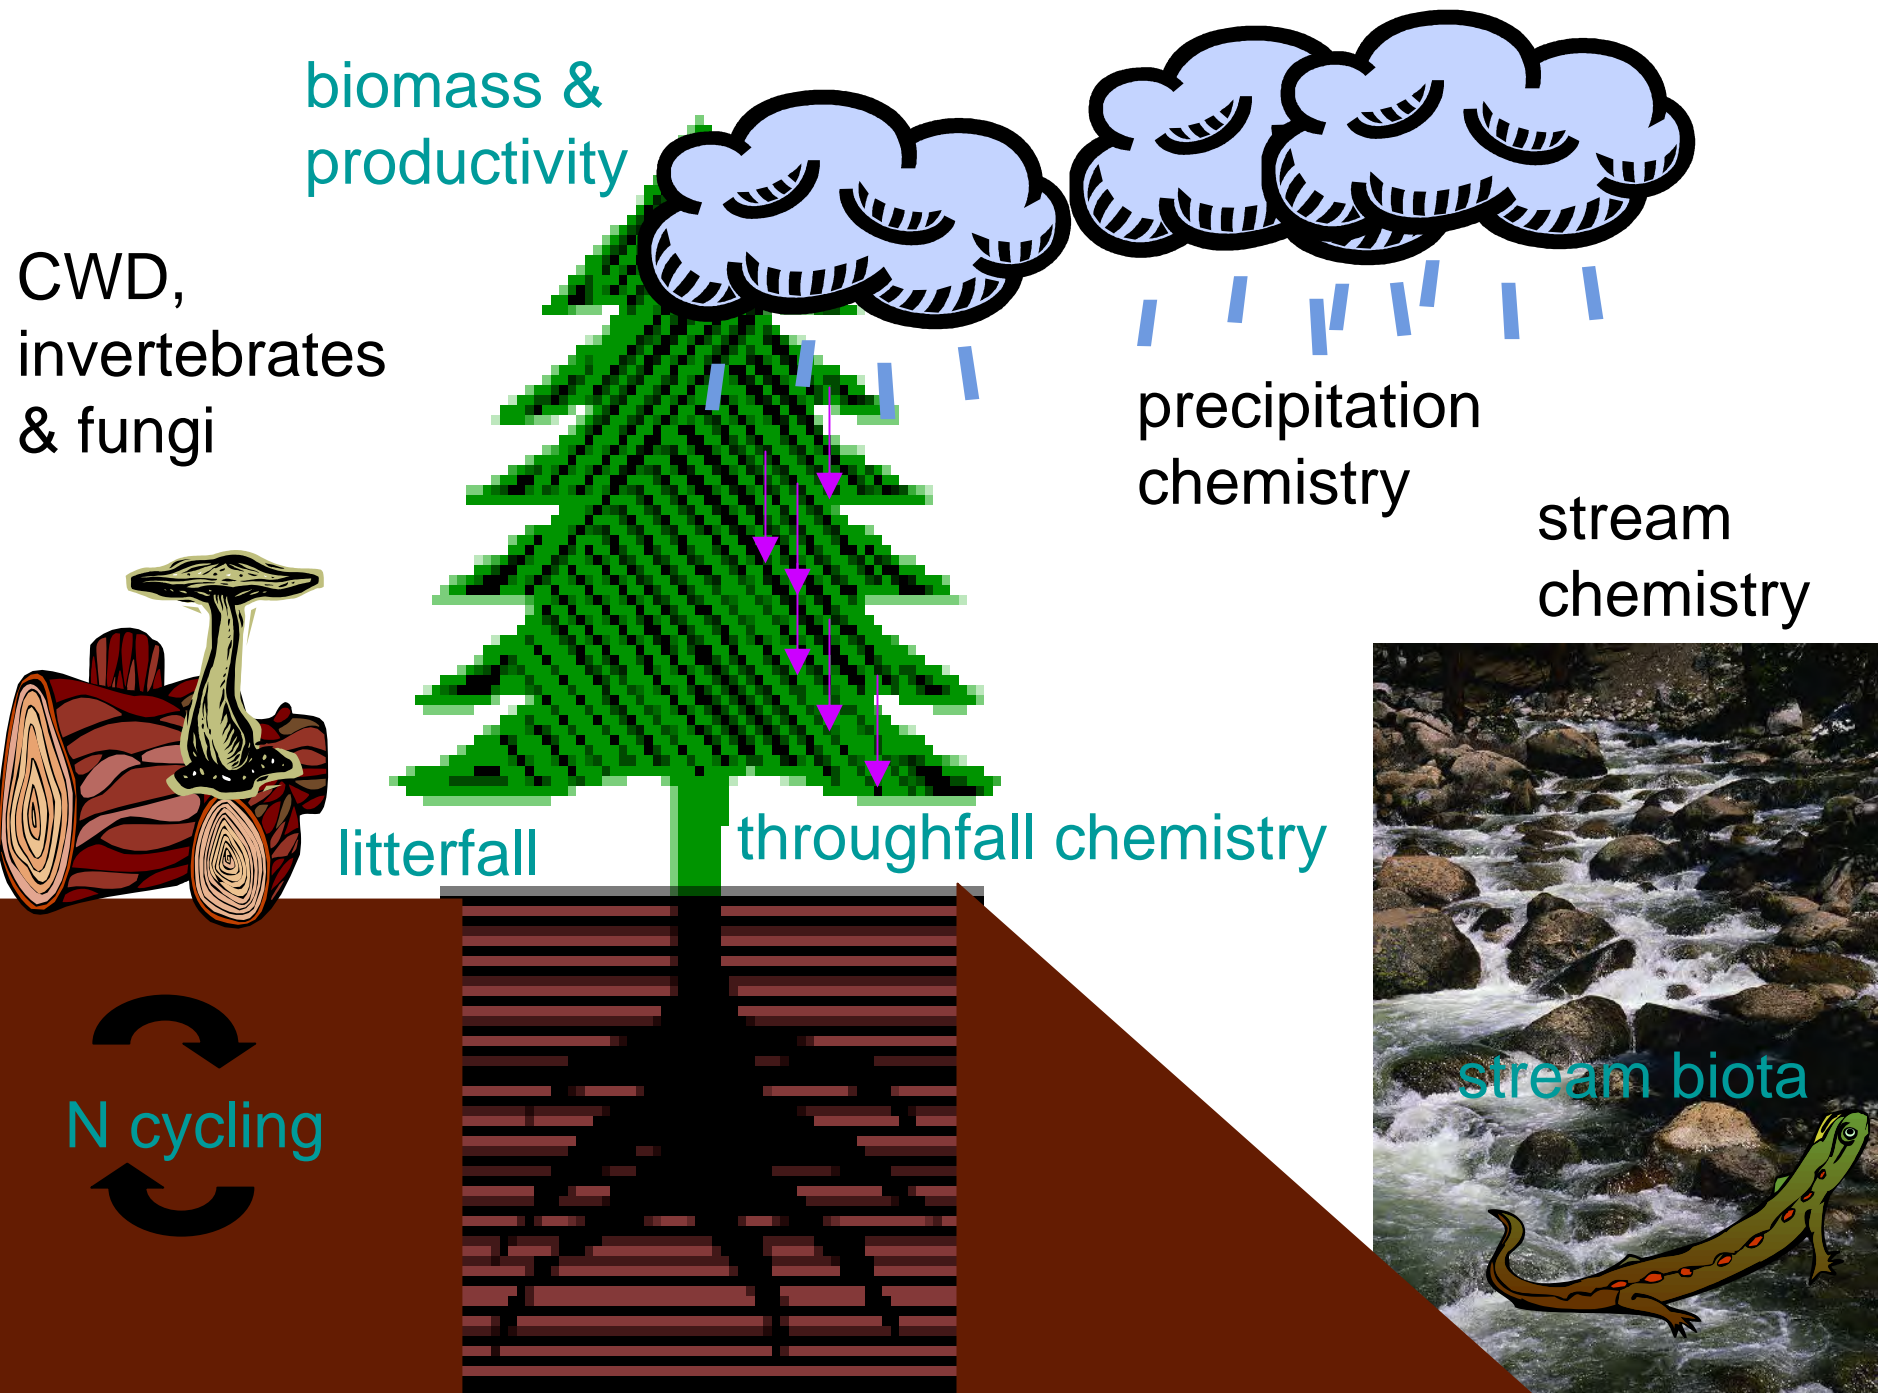 biomass &
productivity
CWD,
invertebrates
& fungi
precipitation
chemistry
stream
chemistry
litterfall
throughfall chemistry
stream biota
N cycling